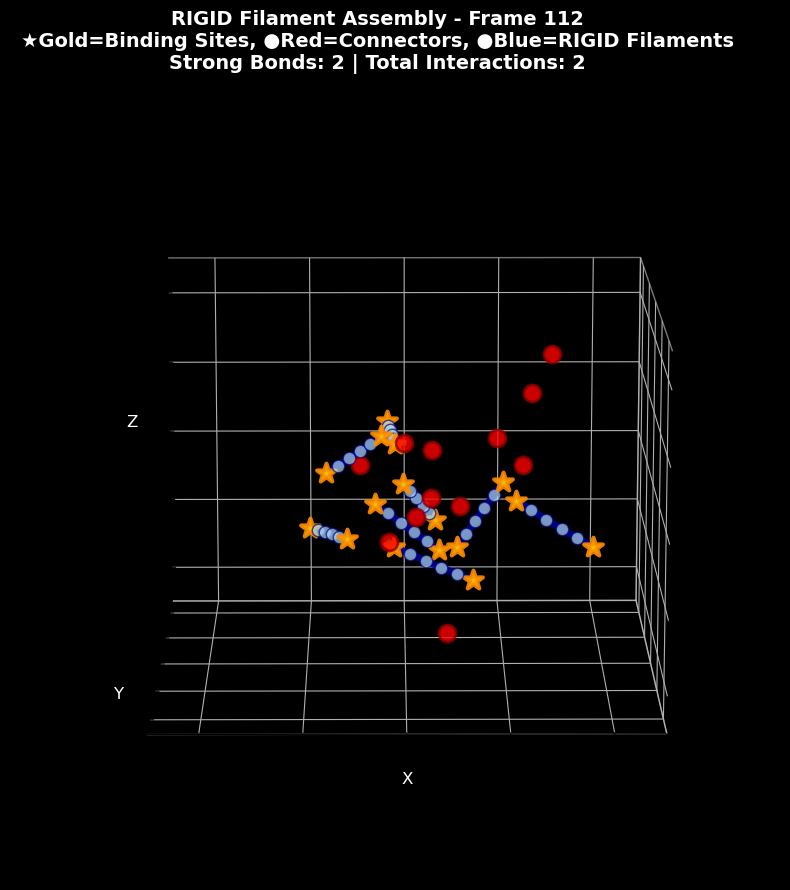 RIGID Filament Assembly - Frame 112
★Gold=Binding Sites, ●Red=Connectors, ●Blue=RIGID Filaments
Strong Bonds: 2 | Total Interactions: 2
Z
Y
X